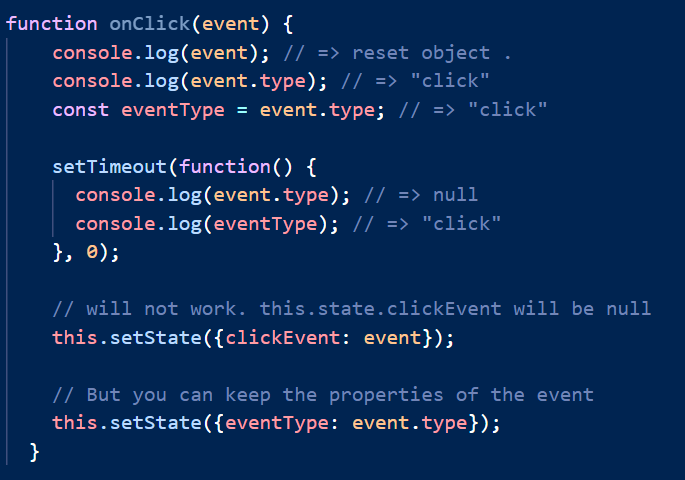 function onClick(event) {
console.log(event); // => reset object .
console.log(event.type); // => "click"
const eventType = event.type; // => "click"
setTimeout(function() {
console.log(event.type); // => null
console.log(eventType); // => "click"
}, 0);
// will not work. this.state.clickEvent will be null
this.setState({clickEvent: event});
// But you can keep the properties of the event
this.setState({eventType: event.type});
}